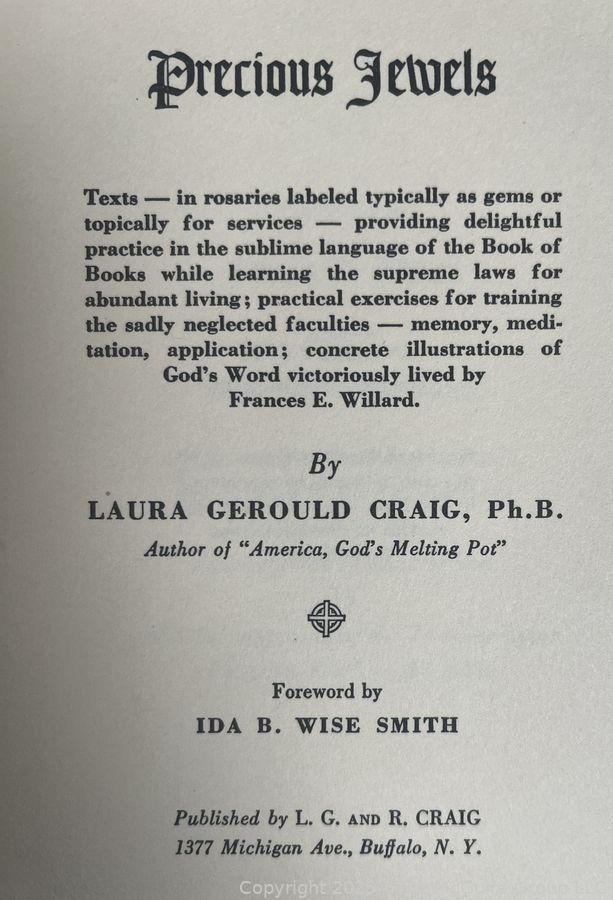 Precious Jewels
Texts — in rosaries labeled typically as gems or
topically for services — providing delightful
practice in the sublime language of the Book of
Books while learning the supreme laws for
abundant living; practical exercises for training
the sadly neglected faculties — memory, medi-
tation, application; concrete illustrations of
God's Word victoriously lived by
Frances E. Willard.
By
LAURA GEROULD CRAIG, Ph.B.
Author of "America, God's Melting Pot"
Foreword by
IDA B. WISE SMITH
Published by L. G. AND R. CRAIG
1377 Michigan Ave., Buffalo, N. Y.
Copyright